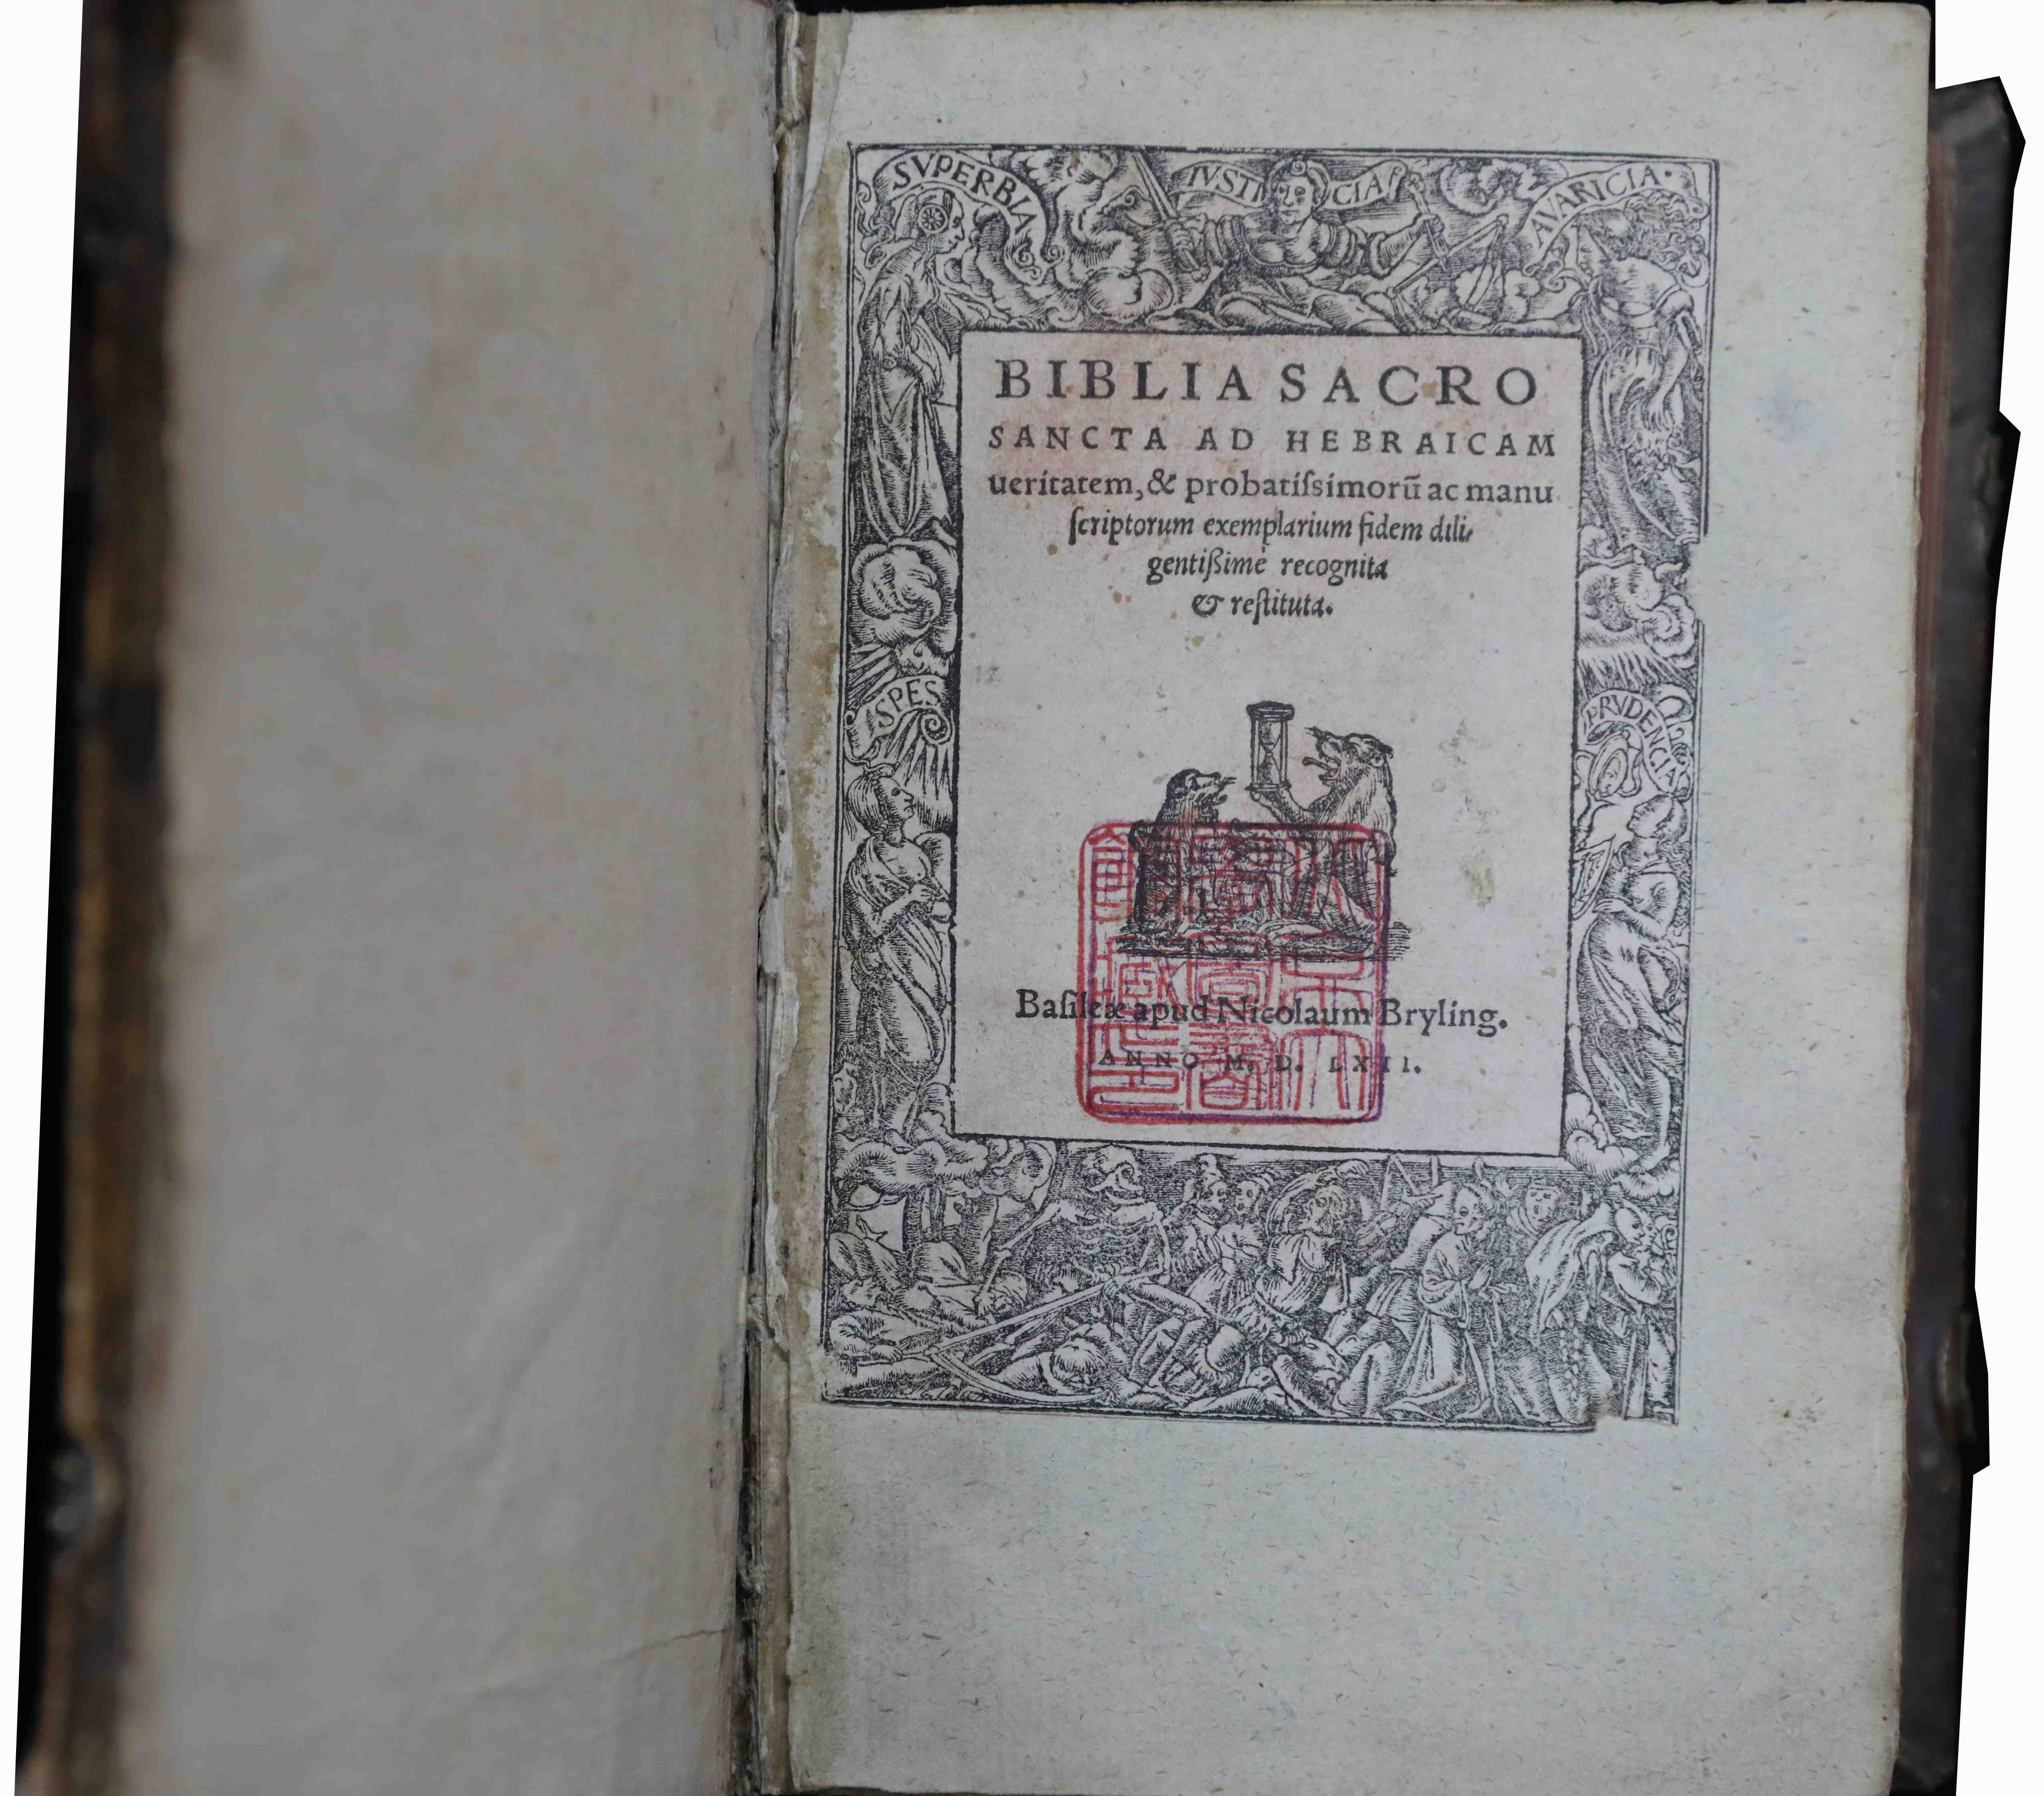 SVPERBIA
IVSTICIA
AVARICIA.
BIBLIA SACRO
SANCTA AD HEBRAICAM
ueritatem, & probatiſsimorū ac manu
ſcriptorum exemplarium fidem dili-
gentiſsimè recognita
& reſtituta.
SPES
PRVDENCIA
Baſileæ apud Nicolaum Bryling.
ANNO M. D. LXII.